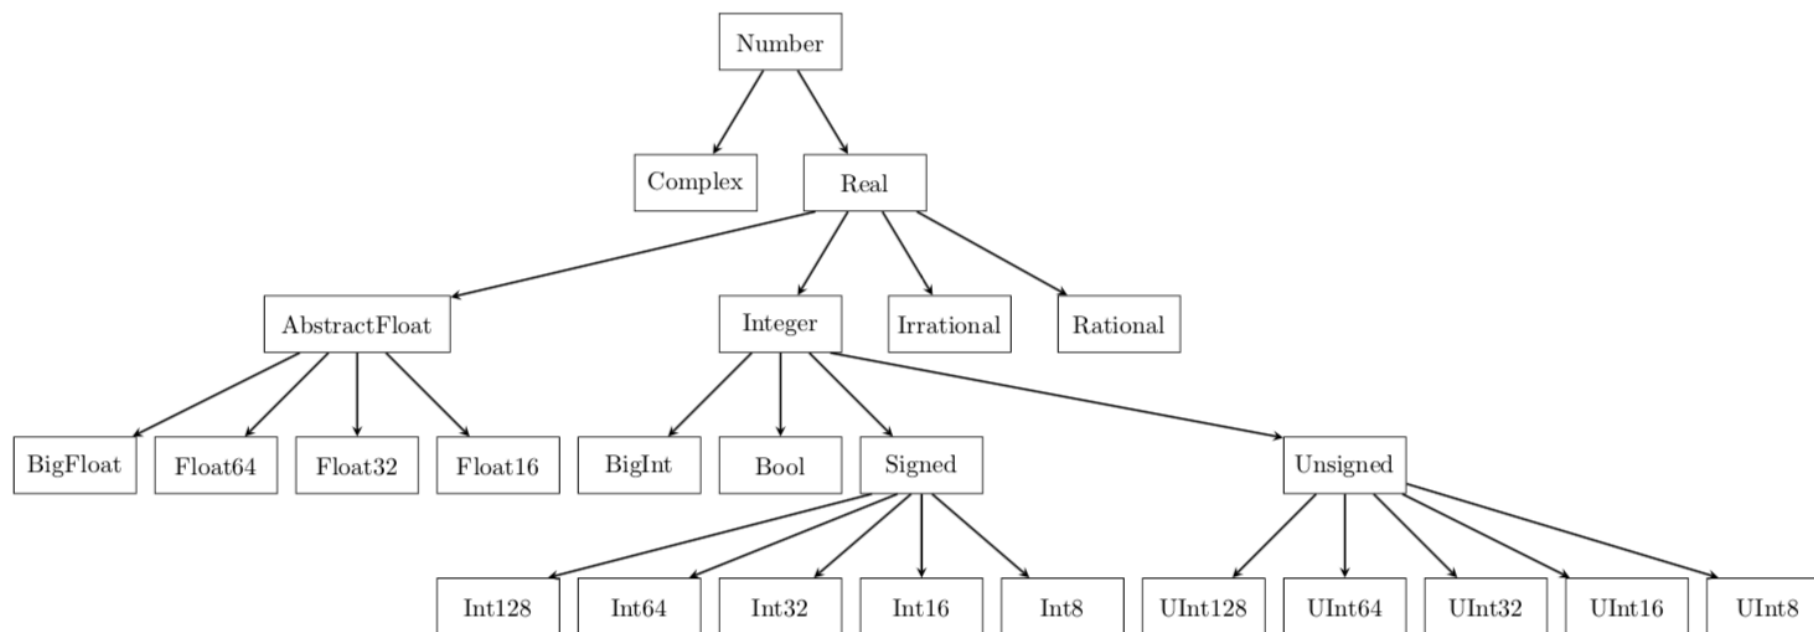 Number
Complex
Real
AbstractFloat
Integer
Irrational
Rational
BigFloat
Float64
Float32
Float16
BigInt
Bool
Signed
Unsigned
Int128
Int64
Int32
Int16
Int8
UInt128
UInt64
UInt32
UInt16
UInt8